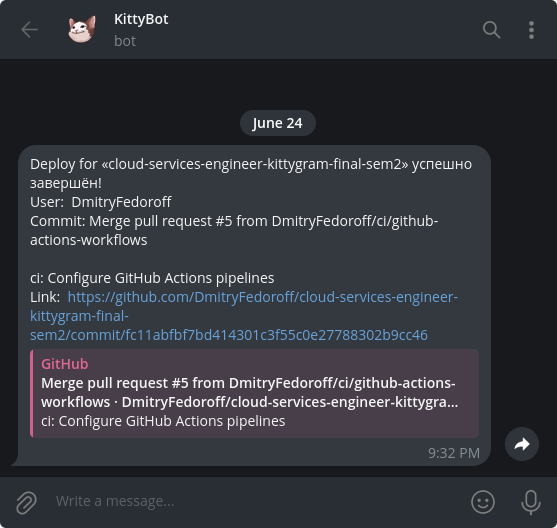 KittyBot
bot
June 24
Deploy for «cloud-services-engineer-kittygram-final-sem2» успешно
завершён!
User:  DmitryFedoroff
Commit: Merge pull request #5 from DmitryFedoroff/ci/github-
actions-workflows
ci: Configure GitHub Actions pipelines
Link:  https://github.com/DmitryFedoroff/cloud-services-engineer-
kittygram-final-
sem2/commit/fc11abfbf7bd414301c3f55c0e27788302b9cc46
GitHub
Merge pull request #5 from DmitryFedoroff/ci/github-actions-
workflows · DmitryFedoroff/cloud-services-engineer-kittygra...
ci: Configure GitHub Actions pipelines
9:32 PM
Write a message...